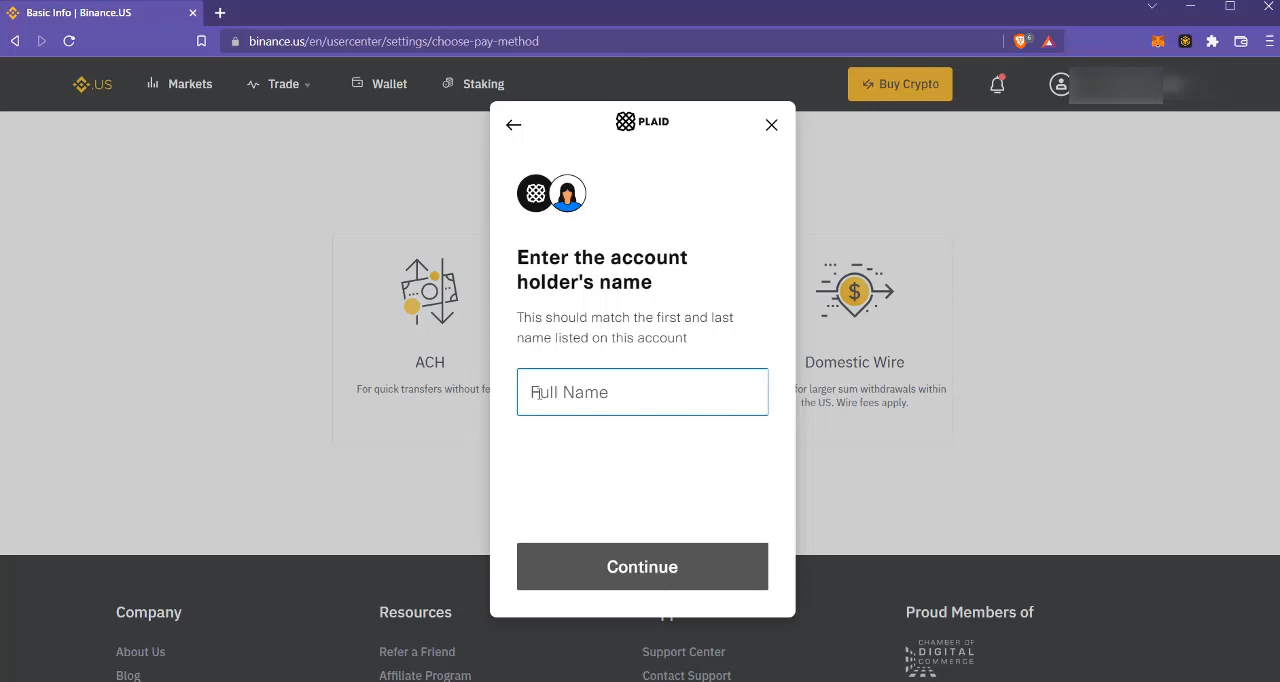 Basic Info | Binance.US
binance.us/en/usercenter/settings/choose-pay-method
6
.US
Markets
Trade
Wallet
Staking
Buy Crypto
PLAID
Enter the account
holder's name
This should match the first and last
name listed on this account
Full Name
Continue
ACH
For quick transfers without fe
Domestic Wire
for larger sum withdrawals within
the US. Wire fees apply.
Company
About Us
Blog
Resources
Refer a Friend
Affiliate Program
Support Center
Contact Support
Proud Members of
CHAMBER OF
DIGITAL
COMMERCE